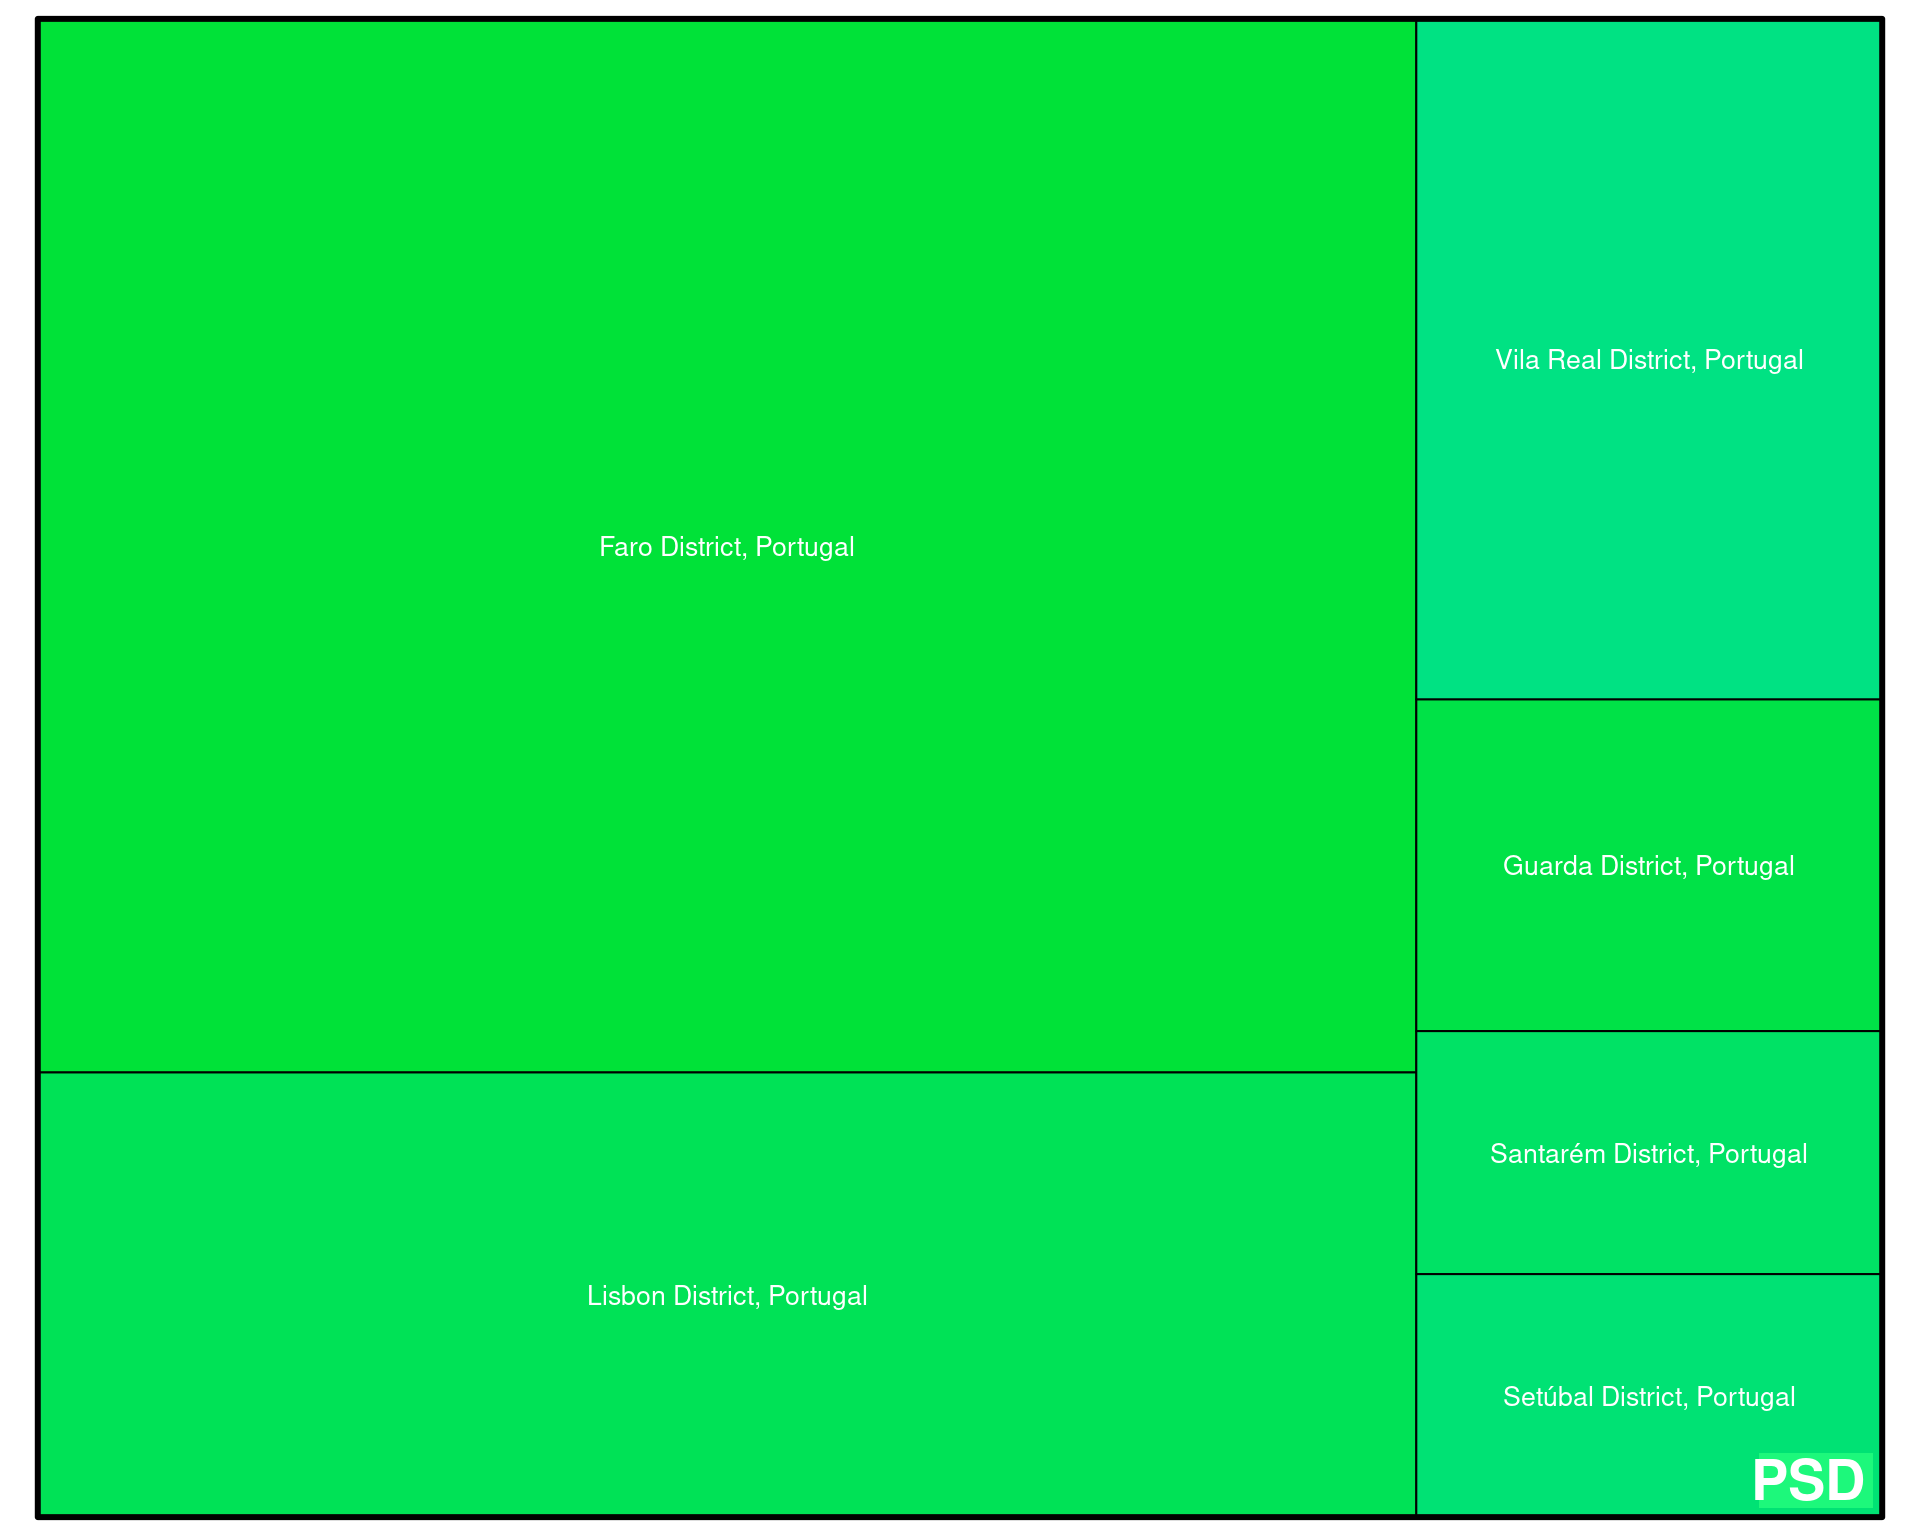 Faro District, Portugal
Lisbon District, Portugal
Vila Real District, Portugal
Guarda District, Portugal
Santarém District, Portugal
Setúbal District, Portugal
PSD